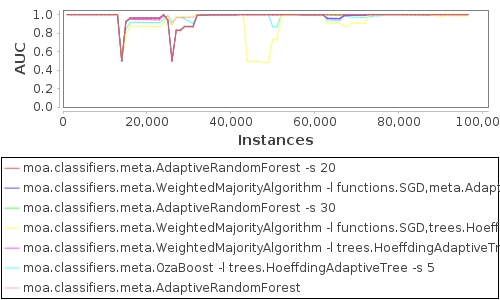 1.0
0.8
0.6
0.4
0.2
0.0
AUC
0 20,000 40,000 60,000 80,000 100,00
Instances
moa.classifiers.meta.AdaptiveRandomForest -s 20
moa.classifiers.meta.WeightedMajorityAlgorithm -l functions.SGD,meta.Adapt
moa.classifiers.meta.AdaptiveRandomForest -s 30
moa.classifiers.meta.WeightedMajorityAlgorithm -l functions.SGD,trees.Hoeff
moa.classifiers.meta.WeightedMajorityAlgorithm -l trees.HoeffdingAdaptiveTr
moa.classifiers.meta.OzaBoost -l trees.HoeffdingAdaptiveTree -s 5
moa.classifiers.meta.AdaptiveRandomForest